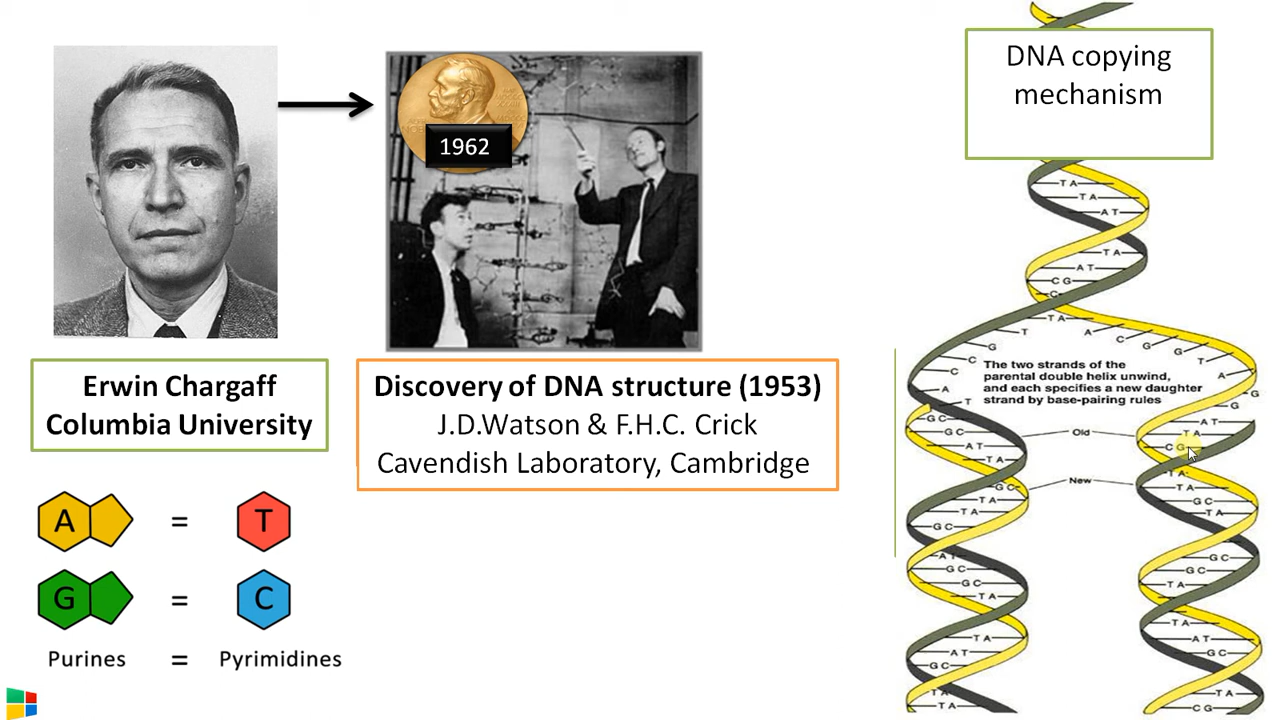 1962
Erwin Chargaff
Columbia University
Discovery of DNA structure (1953)
J.D.Watson & F.H.C. Crick
Cavendish Laboratory, Cambridge
A = T
G = C
Purines = Pyrimidines
DNA copying
mechanism
T A
T A
A T
T A
A T
C G
C
T A
T A C G G T A G
G C C A T
The two strands of the
parental double helix unwind,
and each specifies a new daughter
strand by base-pairing rules
G
G C
G C
A T
T A
G C
T A
T A
G C
A T
G C
G C
T A
T A
A T
G C
T A
T A
Old
New
A T
T A
C G
T A
T A
G C
T A
G C
G C
T A
T A
A T
G C
T A
C G